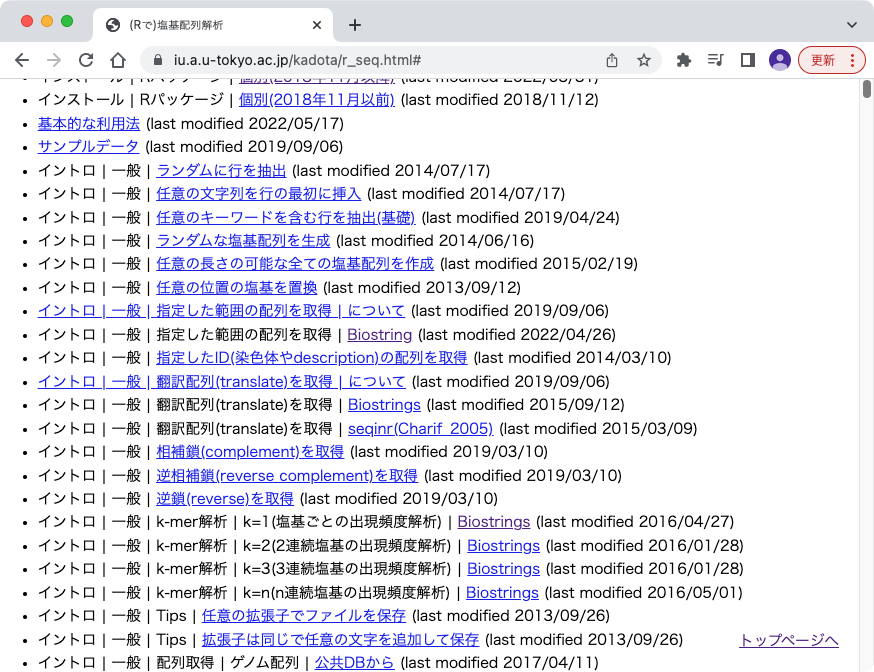 (Rで)塩基配列解析
iu.a.u-tokyo.ac.jp/kadota/r_seq.html#
更新
インストール | Rパッケージ | 個別(2018年11月以降) (last modified 2022/08/31)
インストール | Rパッケージ | 個別(2018年11月以前) (last modified 2018/11/12)
基本的な利用法 (last modified 2022/05/17)
サンプルデータ (last modified 2019/09/06)
イントロ | 一般 | ランダムに行を抽出 (last modified 2014/07/17)
イントロ | 一般 | 任意の文字列を行の最初に挿入 (last modified 2014/07/17)
イントロ | 一般 | 任意のキーワードを含む行を抽出(基礎) (last modified 2019/04/24)
イントロ | 一般 | ランダムな塩基配列を生成 (last modified 2014/06/16)
イントロ | 一般 | 任意の長さの可能な全ての塩基配列を作成 (last modified 2015/02/19)
イントロ | 一般 | 任意の位置の塩基を置換 (last modified 2013/09/12)
イントロ | 一般 | 指定した範囲の配列を取得 | について (last modified 2019/09/06)
イントロ | 一般 | 指定した範囲の配列を取得 | Biostring (last modified 2022/04/26)
イントロ | 一般 | 指定したID(染色体やdescription)の配列を取得 (last modified 2014/03/10)
イントロ | 一般 | 翻訳配列(translate)を取得 | について (last modified 2019/09/06)
イントロ | 一般 | 翻訳配列(translate)を取得 | Biostrings (last modified 2015/09/12)
イントロ | 一般 | 翻訳配列(translate)を取得 | seqinr(Charif_2005) (last modified 2015/03/09)
イントロ | 一般 | 相補鎖(complement)を取得 (last modified 2019/03/10)
イントロ | 一般 | 逆相補鎖(reverse complement)を取得 (last modified 2019/03/10)
イントロ | 一般 | 逆鎖(reverse)を取得 (last modified 2019/03/10)
イントロ | 一般 | k-mer解析 | k=1(塩基ごとの出現頻度解析) | Biostrings (last modified 2016/04/27)
イントロ | 一般 | k-mer解析 | k=2(2連続塩基の出現頻度解析) | Biostrings (last modified 2016/01/28)
イントロ | 一般 | k-mer解析 | k=3(3連続塩基の出現頻度解析) | Biostrings (last modified 2016/01/28)
イントロ | 一般 | k-mer解析 | k=n(n連続塩基の出現頻度解析) | Biostrings (last modified 2016/05/01)
イントロ | 一般 | Tips | 任意の拡張子でファイルを保存 (last modified 2013/09/26)
イントロ | 一般 | Tips | 拡張子は同じで任意の文字を追加して保存 (last modified 2013/09/26)
トップページへ
イントロ | 一般 | 配列取得 | ゲノム配列 | 公共DBから (last modified 2017/04/11)